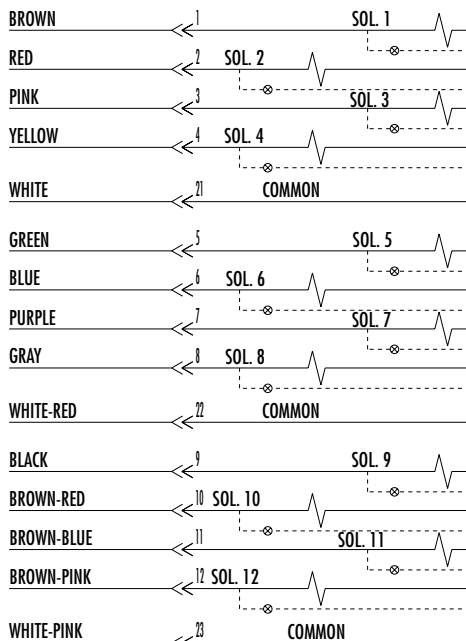 BROWN 1 SOL. 1
RED 2 SOL. 2
PINK 3 SOL. 3
YELLOW 4 SOL. 4
WHITE 21 COMMON
GREEN 5 SOL. 5
BLUE 6 SOL. 6
PURPLE 7 SOL. 7
GRAY 8 SOL. 8
WHITE-RED 22 COMMON
BLACK 9 SOL. 9
BROWN-RED 10 SOL. 10
BROWN-BLUE 11 SOL. 11
BROWN-PINK 12 SOL. 12
WHITE-PINK 23 COMMON